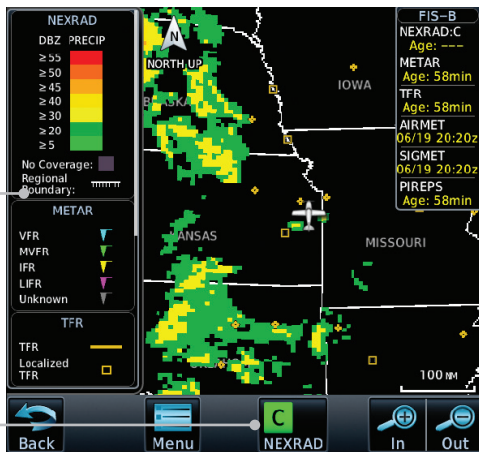 NEXRAD
DBZ PRECIP
≥ 55
≥ 50
≥ 45
≥ 40
≥ 30
≥ 20
≥ 5
No Coverage:
Regional
Boundary:
METAR
VFR
MVFR
IFR
LIFR
Unknown
TFR
TFR
Localized
TFR
N
NORTH UP
IOWA
KANSAS
MISSOURI
100 NM
FIS-B
NEXRAD:C
Age: ---
METAR
Age: 58min
TFR
Age: 58min
AIRMET
06/19 20:20z
SIGMET
06/19 20:20z
PIREPS
Age: 58min
Back
Menu
C
NEXRAD
In
Out